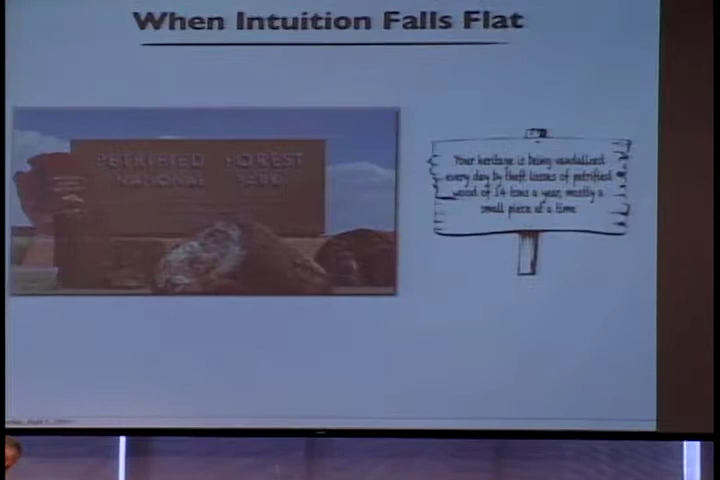 When Intuition Falls Flat
PETRIFIED FOREST
NATIONAL PARK
Your heritage is being vandalized
every day by theft losses of petrified
wood of 14 tons a year, mostly a
small piece at a time